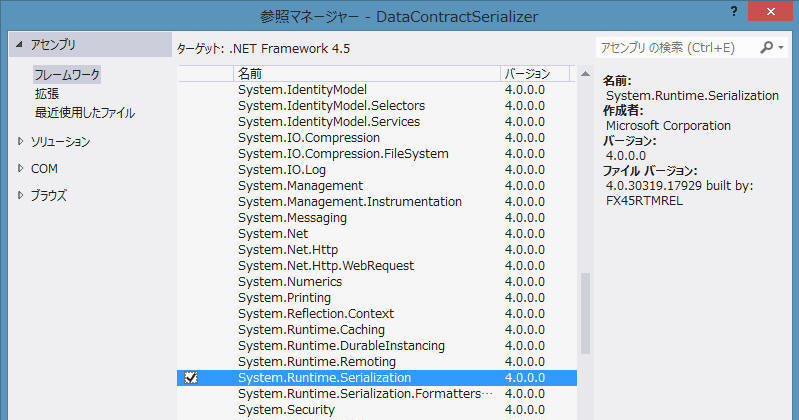 参照マネージャー - DataContractSerializer
? ×
アセンブリ
フレームワーク
拡張
最近使用したファイル
ソリューション
COM
ブラウズ
ターゲット: .NET Framework 4.5
アセンブリ の検索 (Ctrl+E)
名前 バージョン
System.IdentityModel 4.0.0.0
System.IdentityModel.Selectors 4.0.0.0
System.IdentityModel.Services 4.0.0.0
System.IO.Compression 4.0.0.0
System.IO.Compression.FileSystem 4.0.0.0
System.IO.Log 4.0.0.0
System.Management 4.0.0.0
System.Management.Instrumentation 4.0.0.0
System.Messaging 4.0.0.0
System.Net 4.0.0.0
System.Net.Http 4.0.0.0
System.Net.Http.WebRequest 4.0.0.0
System.Numerics 4.0.0.0
System.Printing 4.0.0.0
System.Reflection.Context 4.0.0.0
System.Runtime.Caching 4.0.0.0
System.Runtime.DurableInstancing 4.0.0.0
System.Runtime.Remoting 4.0.0.0
System.Runtime.Serialization 4.0.0.0
System.Runtime.Serialization.Formatters… 4.0.0.0
System.Security 4.0.0.0
名前:
System.Runtime.Serialization
作成者:
Microsoft Corporation
バージョン:
4.0.0.0
ファイル バージョン:
4.0.30319.17929 built by:
FX45RTMREL